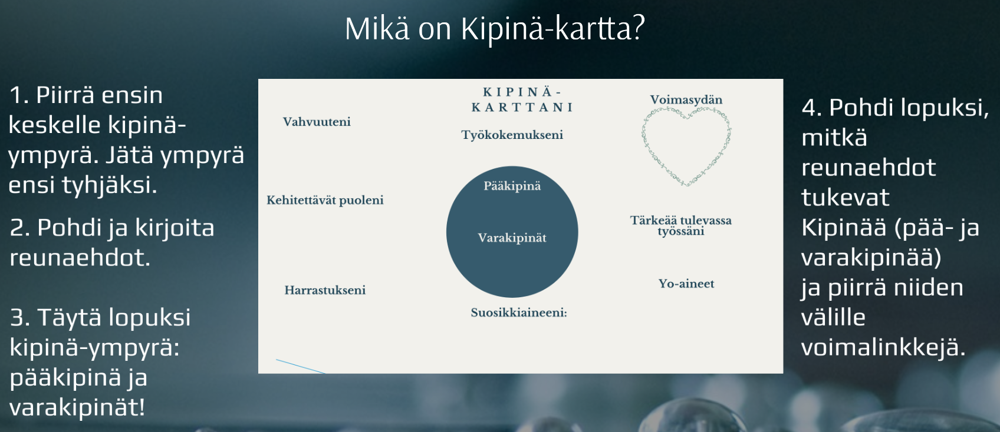 Mikä on Kipinä-kartta?
1. Piirrä ensin
keskelle kipinä-
ympyrä. Jätä ympyrä
ensi tyhjäksi.
2. Pohdi ja kirjoita
reunaehdot.
3. Täytä lopuksi
kipinä-ympyrä:
pääkipinä ja
varakipinät!
KIPINÄ-
KARTTANI
Vahvuuteni
Työkokemukseni
Voimasydän
Kehitettävät puoleni
Pääkipinä
Varakipinät
Tärkeää tulevassa
työssäni
Harrastukseni
Yo-aineet
Suosikkiaineeni:
4. Pohdi lopuksi,
mitkä
reunaehdot
tukevat
Kipinää (pää- ja
varakipinää)
ja piirrä niiden
välille
voimalinkkejä.